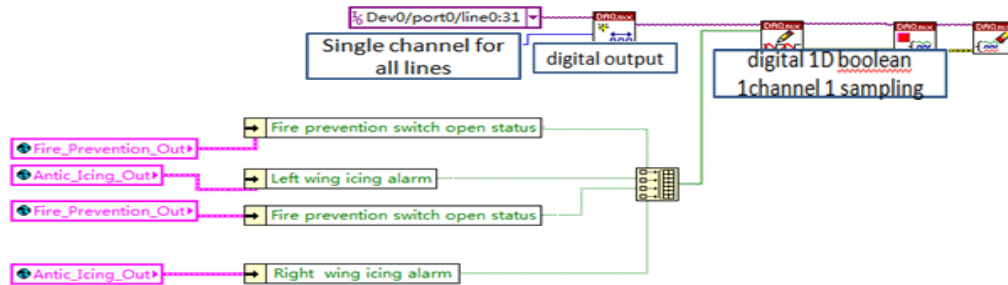 Dev0/port0/line0:31
DAQmx
DAQmx
DAQmx
DAQmx
Single channel for
all lines
digital output
digital 1D boolean
1channel 1 sampling
Fire prevention switch open status
Fire_Prevention_Out
Antic_Icing_Out
Left wing icing alarm
Fire_Prevention_Out
Fire prevention switch open status
Antic_Icing_Out
Right wing icing alarm